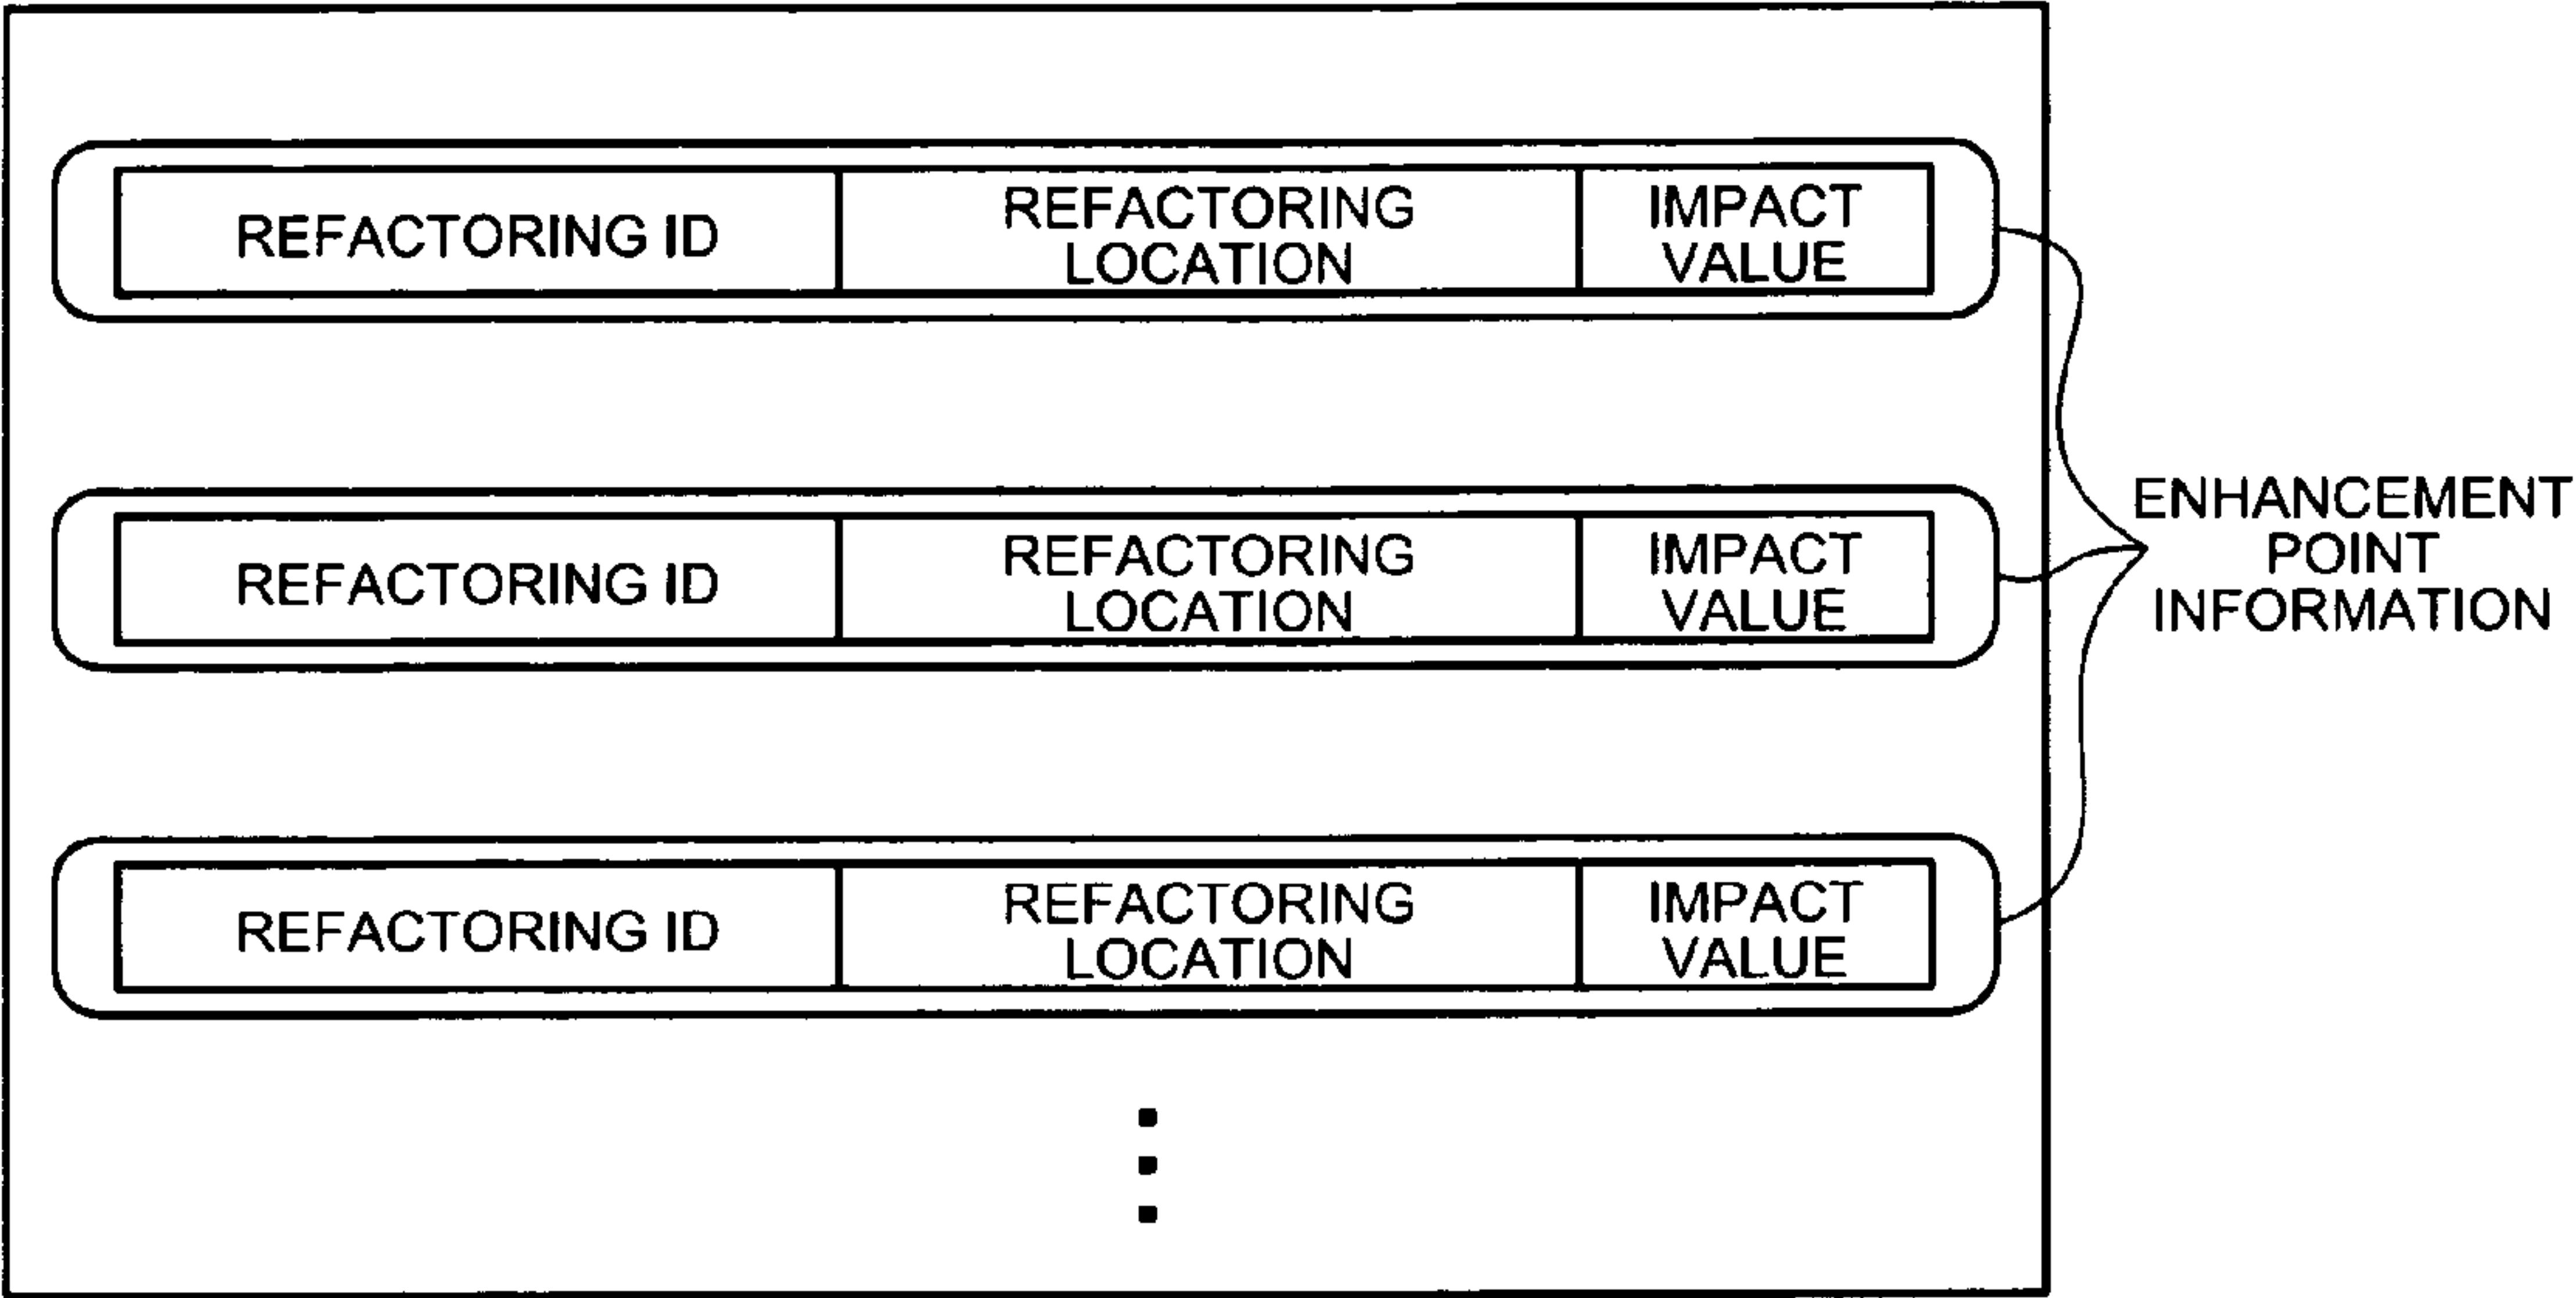 REFACTORING ID
REFACTORING
LOCATION
IMPACT
VALUE
REFACTORING ID
REFACTORING
LOCATION
IMPACT
VALUE
ENHANCEMENT
POINT
INFORMATION
REFACTORING ID
REFACTORING
LOCATION
IMPACT
VALUE